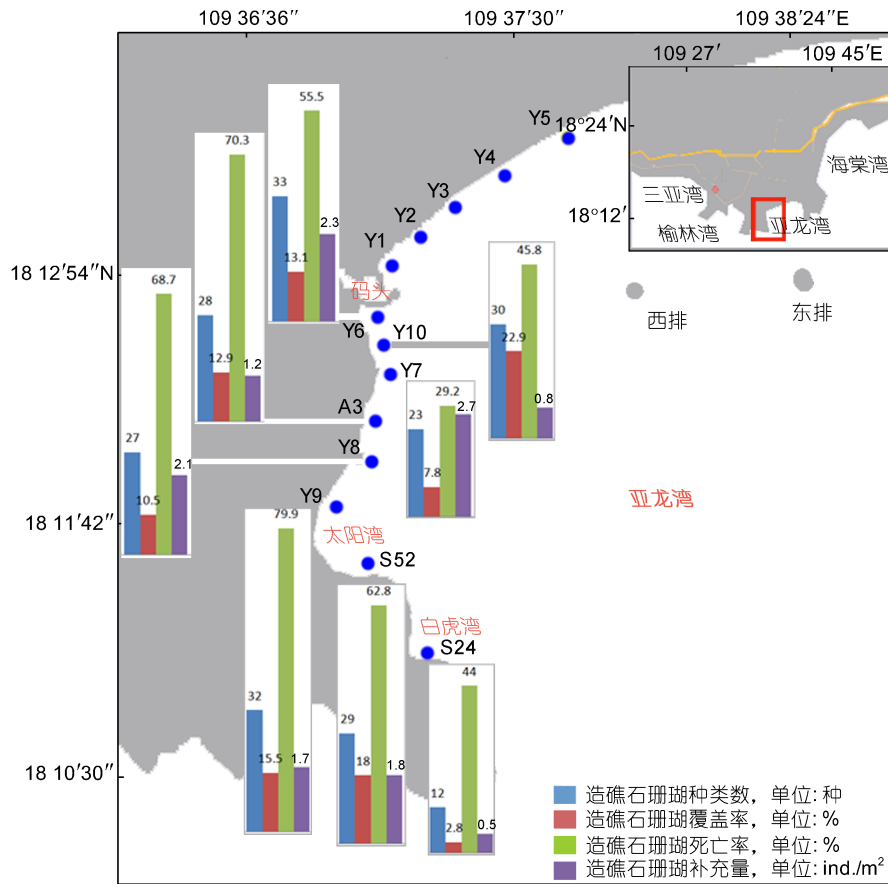 109 36′36″
109 37′30″
109 38′24″E
109 27′
109 45′E
18°24′N
海棠湾
三亚湾
18°12′
榆林湾
亚龙湾
Y5
Y4
Y3
Y2
Y1
18 12′54″N
码头
西排
东排
Y6
Y10
Y7
A3
Y8
Y9
18 11′42″
太阳湾
亚龙湾
S52
白虎湾
S24
18 10′30″
33
13.1
55.5
2.3
28
12.9
70.3
1.2
27
10.5
68.7
2.1
30
22.9
45.8
0.8
23
7.8
29.2
2.7
32
15.5
79.9
1.7
29
18
62.8
1.8
12
2.8
44
0.5
造礁石珊瑚种类数，单位: 种
造礁石珊瑚覆盖率，单位: %
造礁石珊瑚死亡率，单位: %
造礁石珊瑚补充量，单位: ind./m²